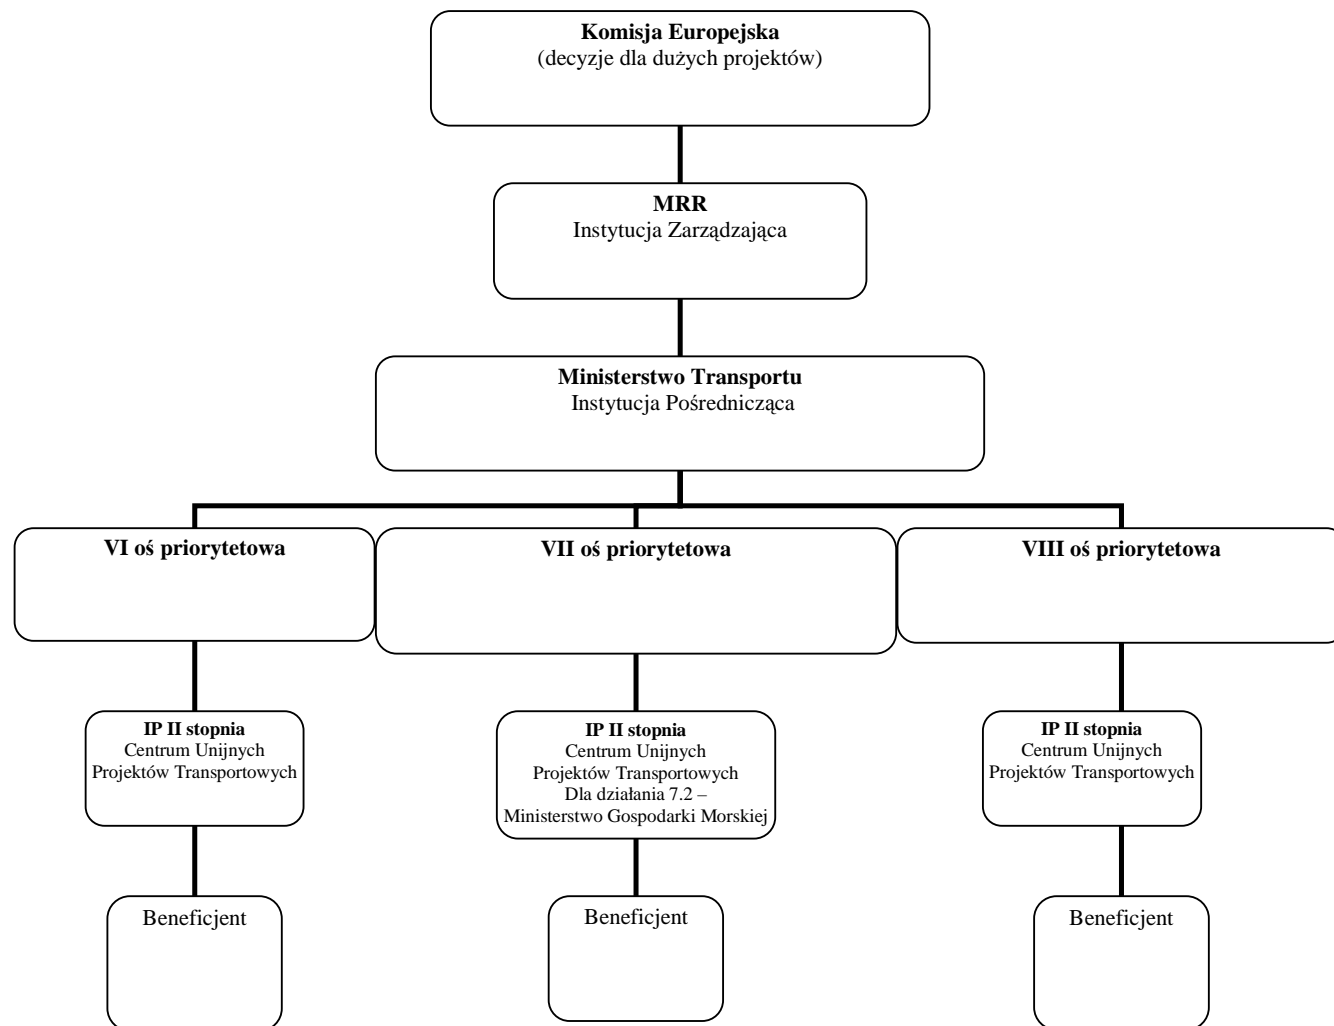 Komisja Europejska
(decyzje dla dużych projektów)
MRR
Instytucja Zarządzająca
Ministerstwo Transportu
Instytucja Pośrednicząca
VI oś priorytetowa
VII oś priorytetowa
VIII oś priorytetowa
IP II stopnia
Centrum Unijnych
Projektów Transportowych
IP II stopnia
Centrum Unijnych
Projektów Transportowych
Dla działania 7.2 –
Ministerstwo Gospodarki Morskiej
IP II stopnia
Centrum Unijnych
Projektów Transportowych
Beneficjent
Beneficjent
Beneficjent